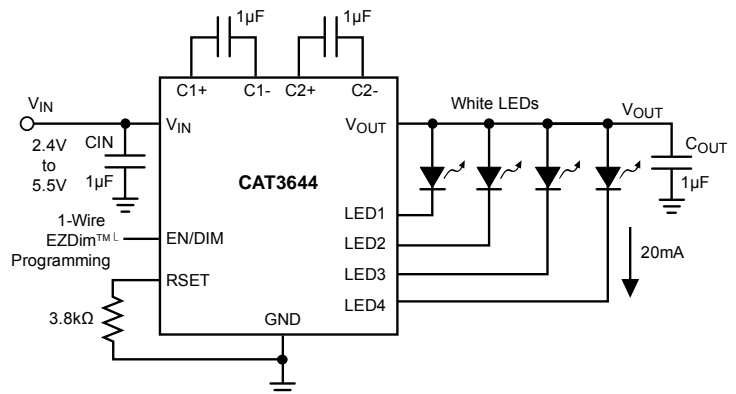 1µF
1µF
C1+
C1-
C2+
C2-
VIN
2.4V
to
5.5V
CIN
1µF
VIN
VOUT
CAT3644
White LEDs
VOUT
COUT
1µF
1-Wire
EZDim™
Programming
EN/DIM
RSET
3.8kΩ
GND
LED1
LED2
LED3
LED4
20mA